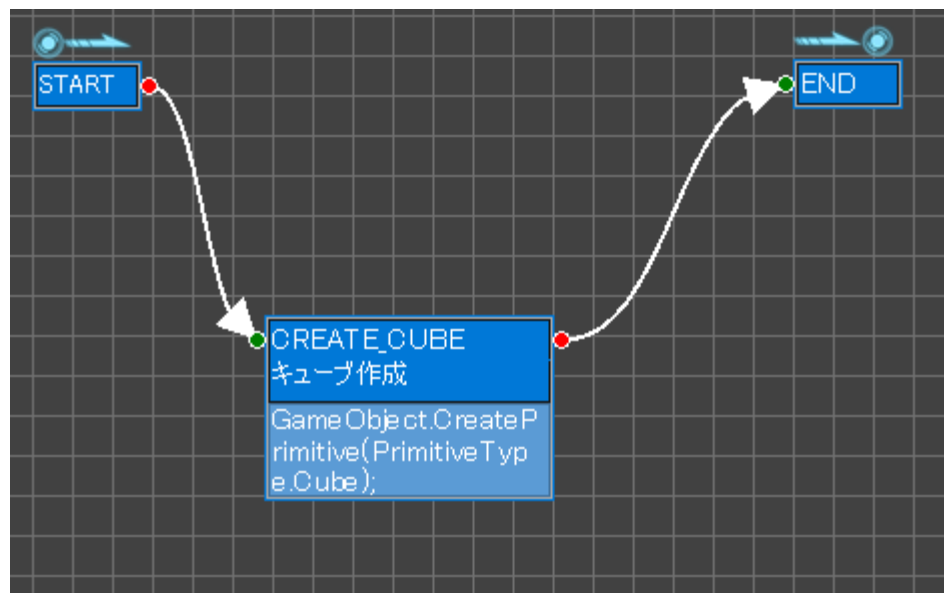 START
END
CREATE_CUBE
キューブ作成
GameObject.CreateP
rimitive(PrimitiveTyp
e.Cube);